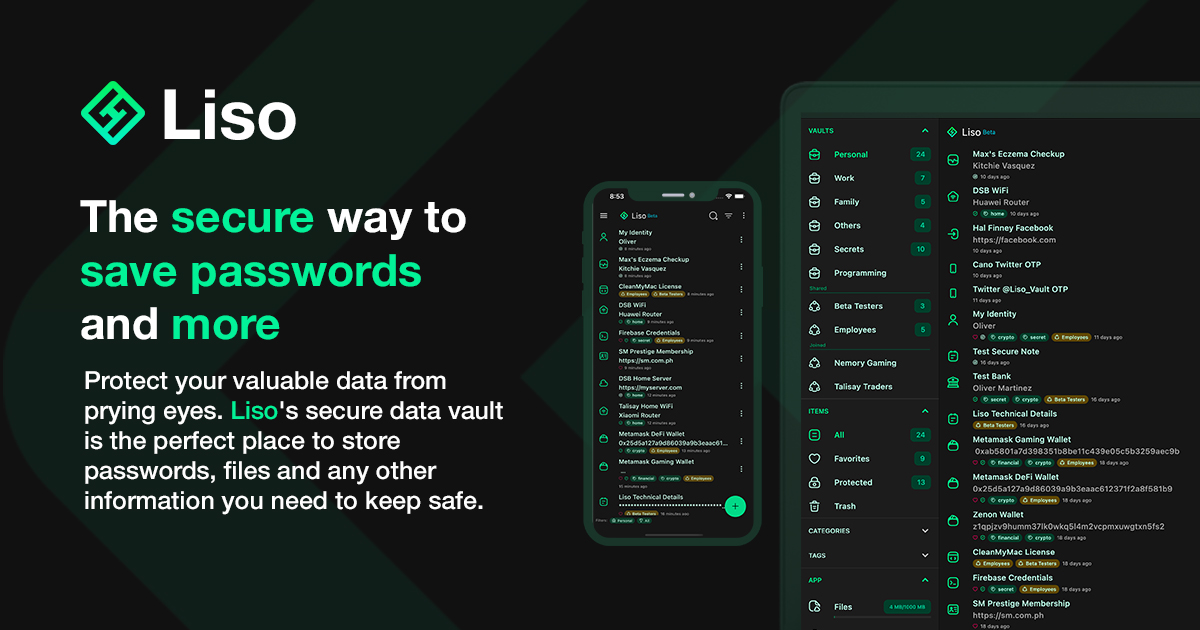 Liso
The secure way to
save passwords
and more
Protect your valuable data from
prying eyes. Liso's secure data vault
is the perfect place to store
passwords, files and any other
information you need to keep safe.
8:53
Liso Beta
My Identity
Oliver
8 minutes ago
Max's Eczema Checkup
Kitchie Vasquez
8 minutes ago
CleanMyMac License
Employees Beta Testers 8 minutes ago
DSB WiFi
Huawei Router
home 9 minutes ago
Firebase Credentials
secret Employees 9 minutes ago
SM Prestige Membership
https://sm.com.ph
9 minutes ago
DSB Home Server
https://myserver.com
home 12 minutes ago
Talisay Home WiFi
Xiaomi Router
home 12 minutes ago
Metamask DeFi Wallet
0x25d5a127a9d86039a9b3eaac61...
crypto Employees 13 minutes ago
Metamask Gaming Wallet
...
financial crypto Employees
15 minutes ago
Liso Technical Details
Beta Testers 16 minutes ago
Filters: Personal All
VAULTS
Personal 24
Work 7
Family 5
Others 4
Secrets 10
Programming
Shared
Beta Testers 3
Employees 5
Joined
Nemory Gaming
Talisay Traders
ITEMS
All 24
Favorites 9
Protected 13
Trash
CATEGORIES
TAGS
APP
Files 4 MB/1000 MB
Liso Beta
Max's Eczema Checkup
Kitchie Vasquez
10 days ago
DSB WiFi
Huawei Router
home 10 days ago
Hal Finney Facebook
https://facebook.com
10 days ago
Cano Twitter OTP
10 days ago
Twitter @Liso_Vault OTP
11 days ago
My Identity
Oliver
crypto secret Employees 11 days ago
Test Secure Note
16 days ago
Test Bank
Oliver Martinez
secret crypto Beta Testers 16 days ago
Liso Technical Details
Beta Testers 16 days ago
Metamask Gaming Wallet
0xab5801a7d398351b8be11c439e05c5b3259aec9b
financial crypto Employees 18 days ago
Metamask DeFi Wallet
0x25d5a127a9d86039a9b3eaac612371f2a8f581b9
crypto Employees 18 days ago
Zenon Wallet
z1qpjzv9humm37lk0wkq5l4m2vcpmxuwgtxn5fs2
financial crypto 18 days ago
CleanMyMac License
Employees Beta Testers 18 days ago
Firebase Credentials
secret Employees 18 days ago
SM Prestige Membership
https://sm.com.ph
18 days ago